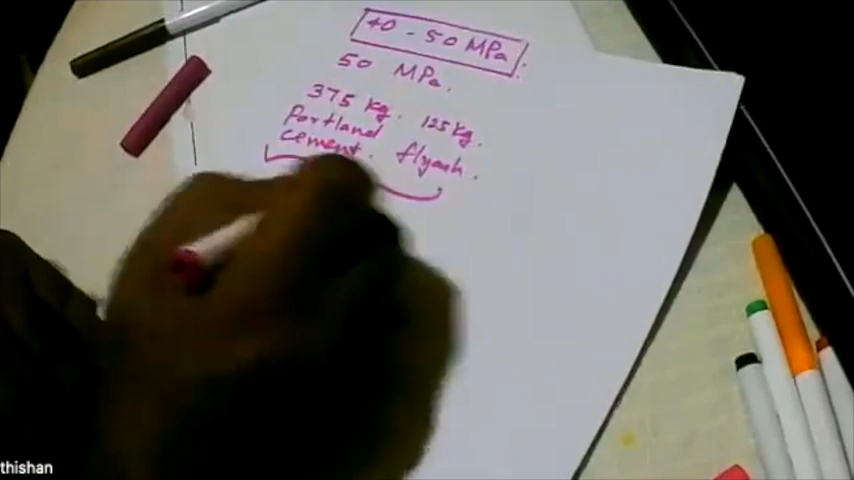 40 - 50 MPa.
50 MPa.
375 kg. 125 kg.
Portland
cement. flyash.
thishan